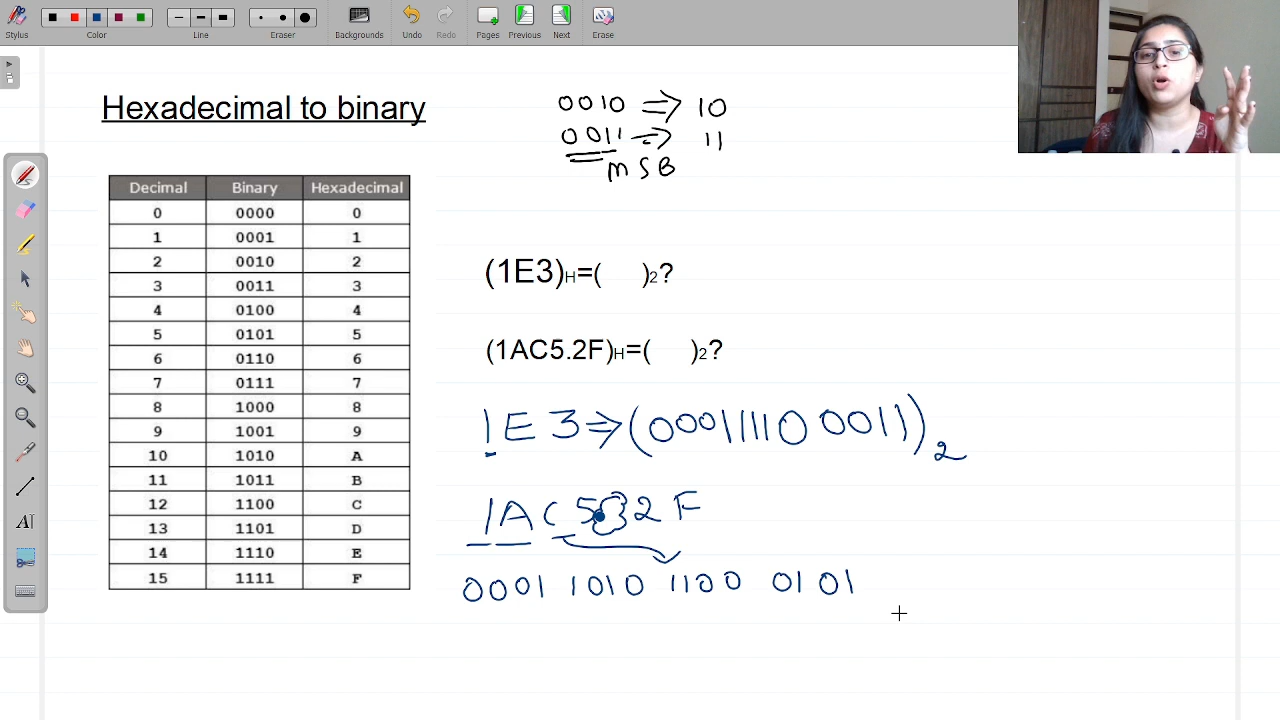 Stylus Color Line Eraser Backgrounds Undo Redo Pages Previous Next Erase
Hexadecimal to binary
0010 ⇒ 10
0011 ⇒ 11
MSB
Decimal Binary Hexadecimal
0 0000 0
1 0001 1
2 0010 2
3 0011 3
4 0100 4
5 0101 5
6 0110 6
7 0111 7
8 1000 8
9 1001 9
10 1010 A
11 1011 B
12 1100 C
13 1101 D
14 1110 E
15 1111 F
(1E3)H=( )2?
(1AC5.2F)H=( )2?
1E3⇒(000111100011)2
1AC5.2F
0001 1010 1100 0101